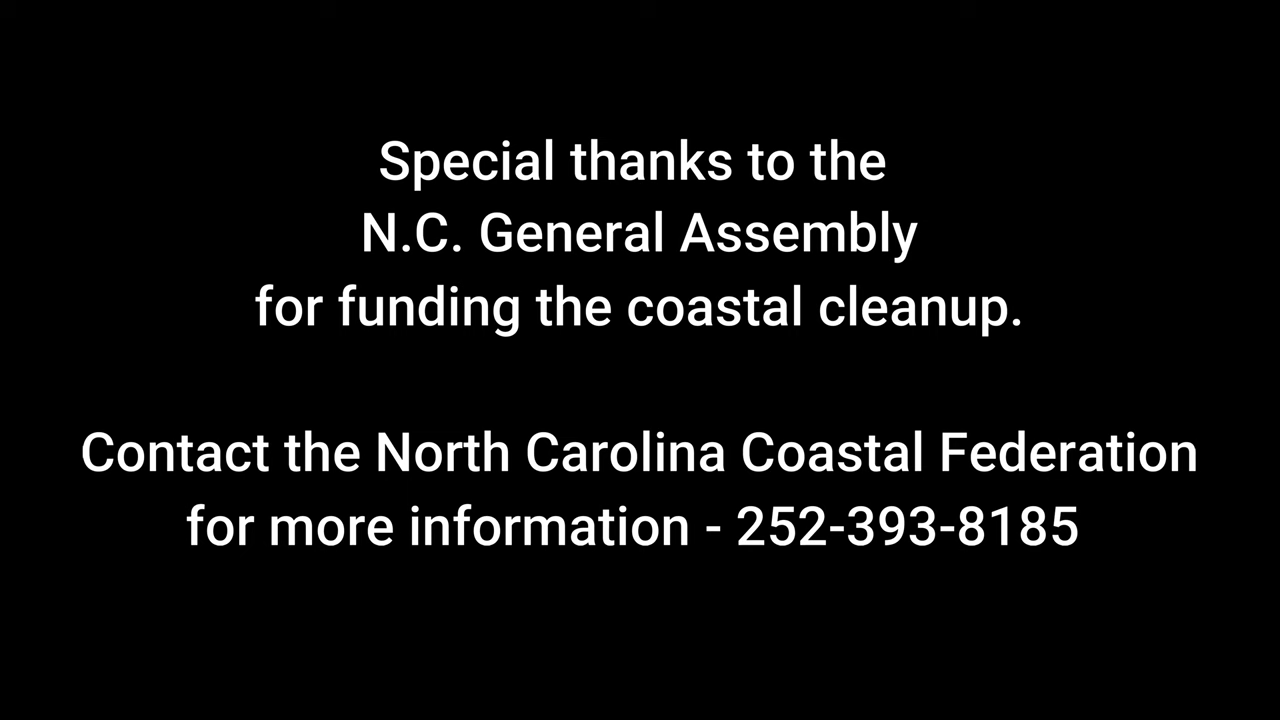 Special thanks to the
N.C. General Assembly
for funding the coastal cleanup.
Contact the North Carolina Coastal Federation
for more information - 252-393-8185